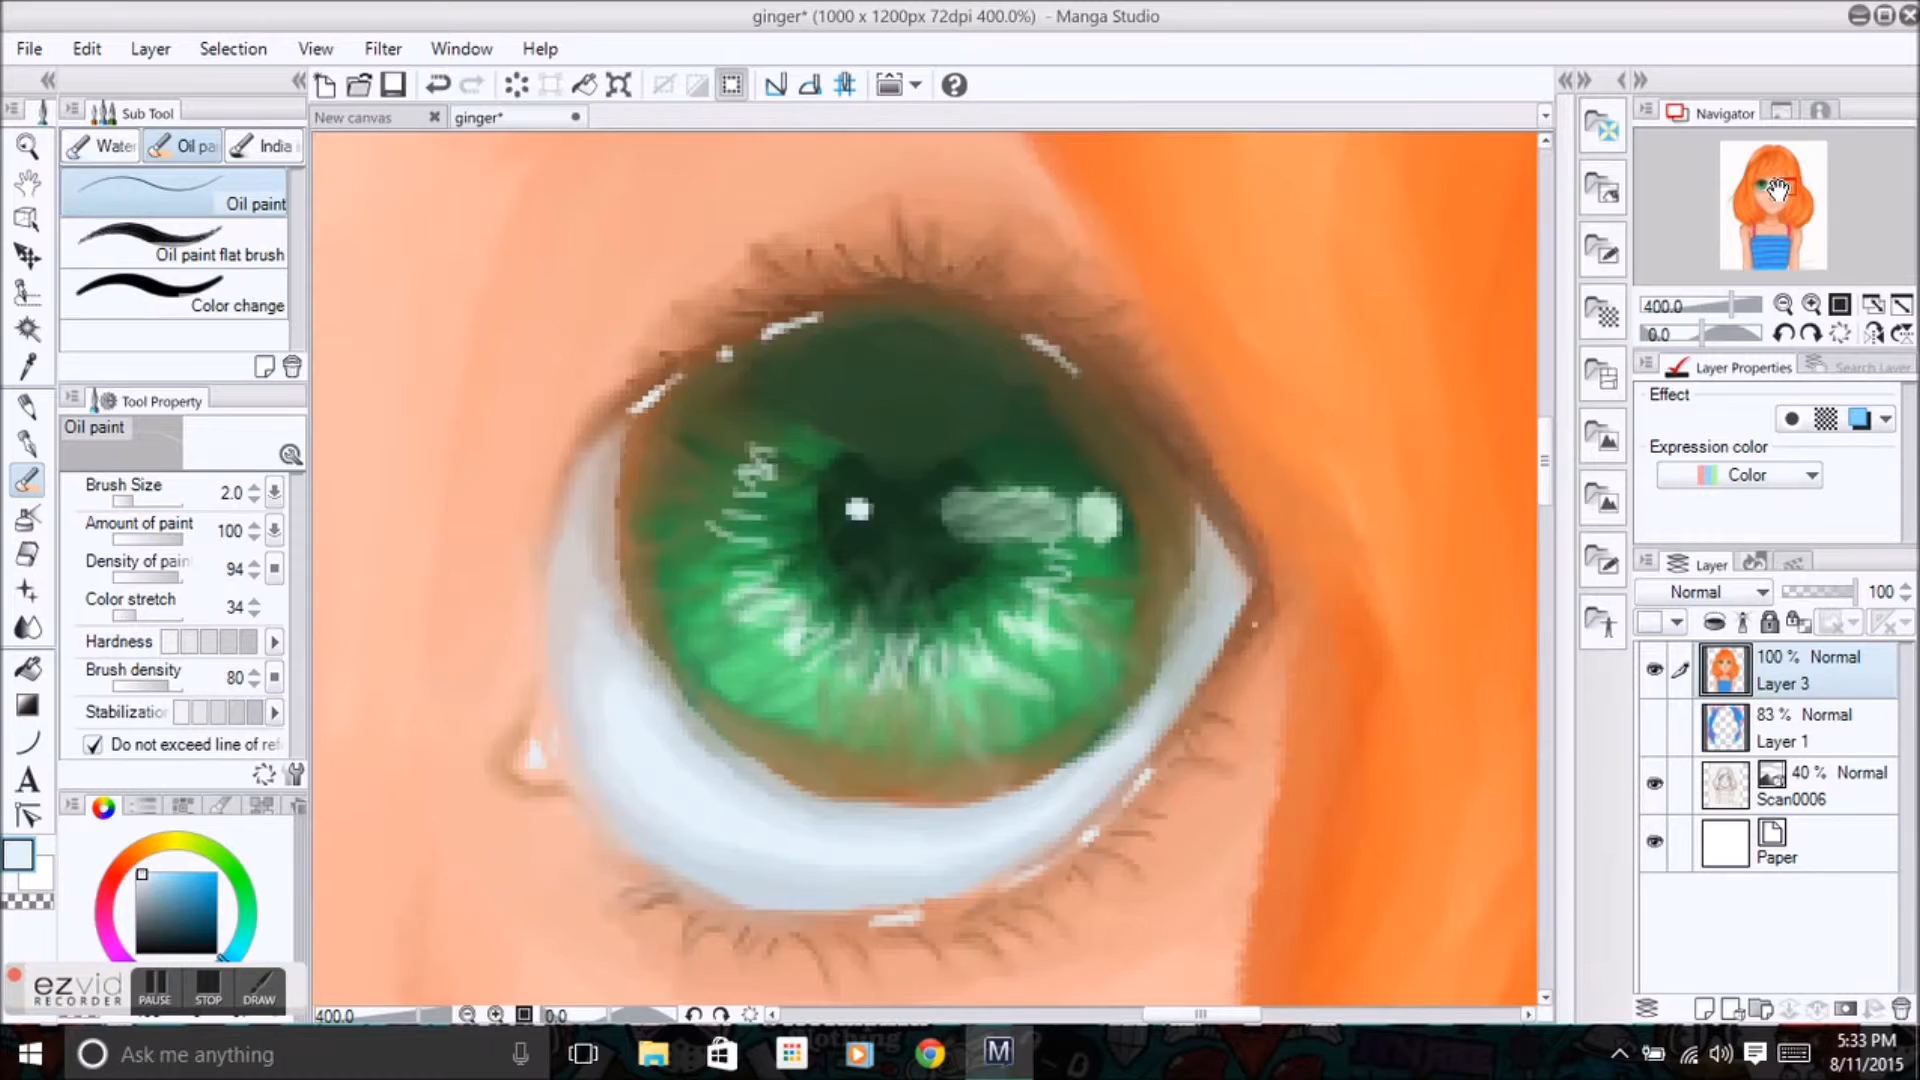 ginger* (1000 x 1200px 72dpi 400.0%) - Manga Studio
File Edit Layer Selection View Filter Window Help
Sub Tool
New canvas
ginger*
Navigator
Water
Oil pa
India
Oil paint
Oil paint flat brush
Color change
400.0
0.0
Layer Properties
Search Layer
Effect
Expression color
Color
Tool Property
Oil paint
Brush Size 2.0
Amount of paint 100
Density of pain 94
Color stretch 34
Hardness
Brush density 80
Stabilization
Do not exceed line of ref
Layer
Normal 100
100 % Normal
Layer 3
83 % Normal
Layer 1
40 % Normal
Scan0006
Paper
ezvid
RECORDER
PAUSE STOP DRAW
400.0 0.0
Ask me anything
5:33 PM
8/11/2015